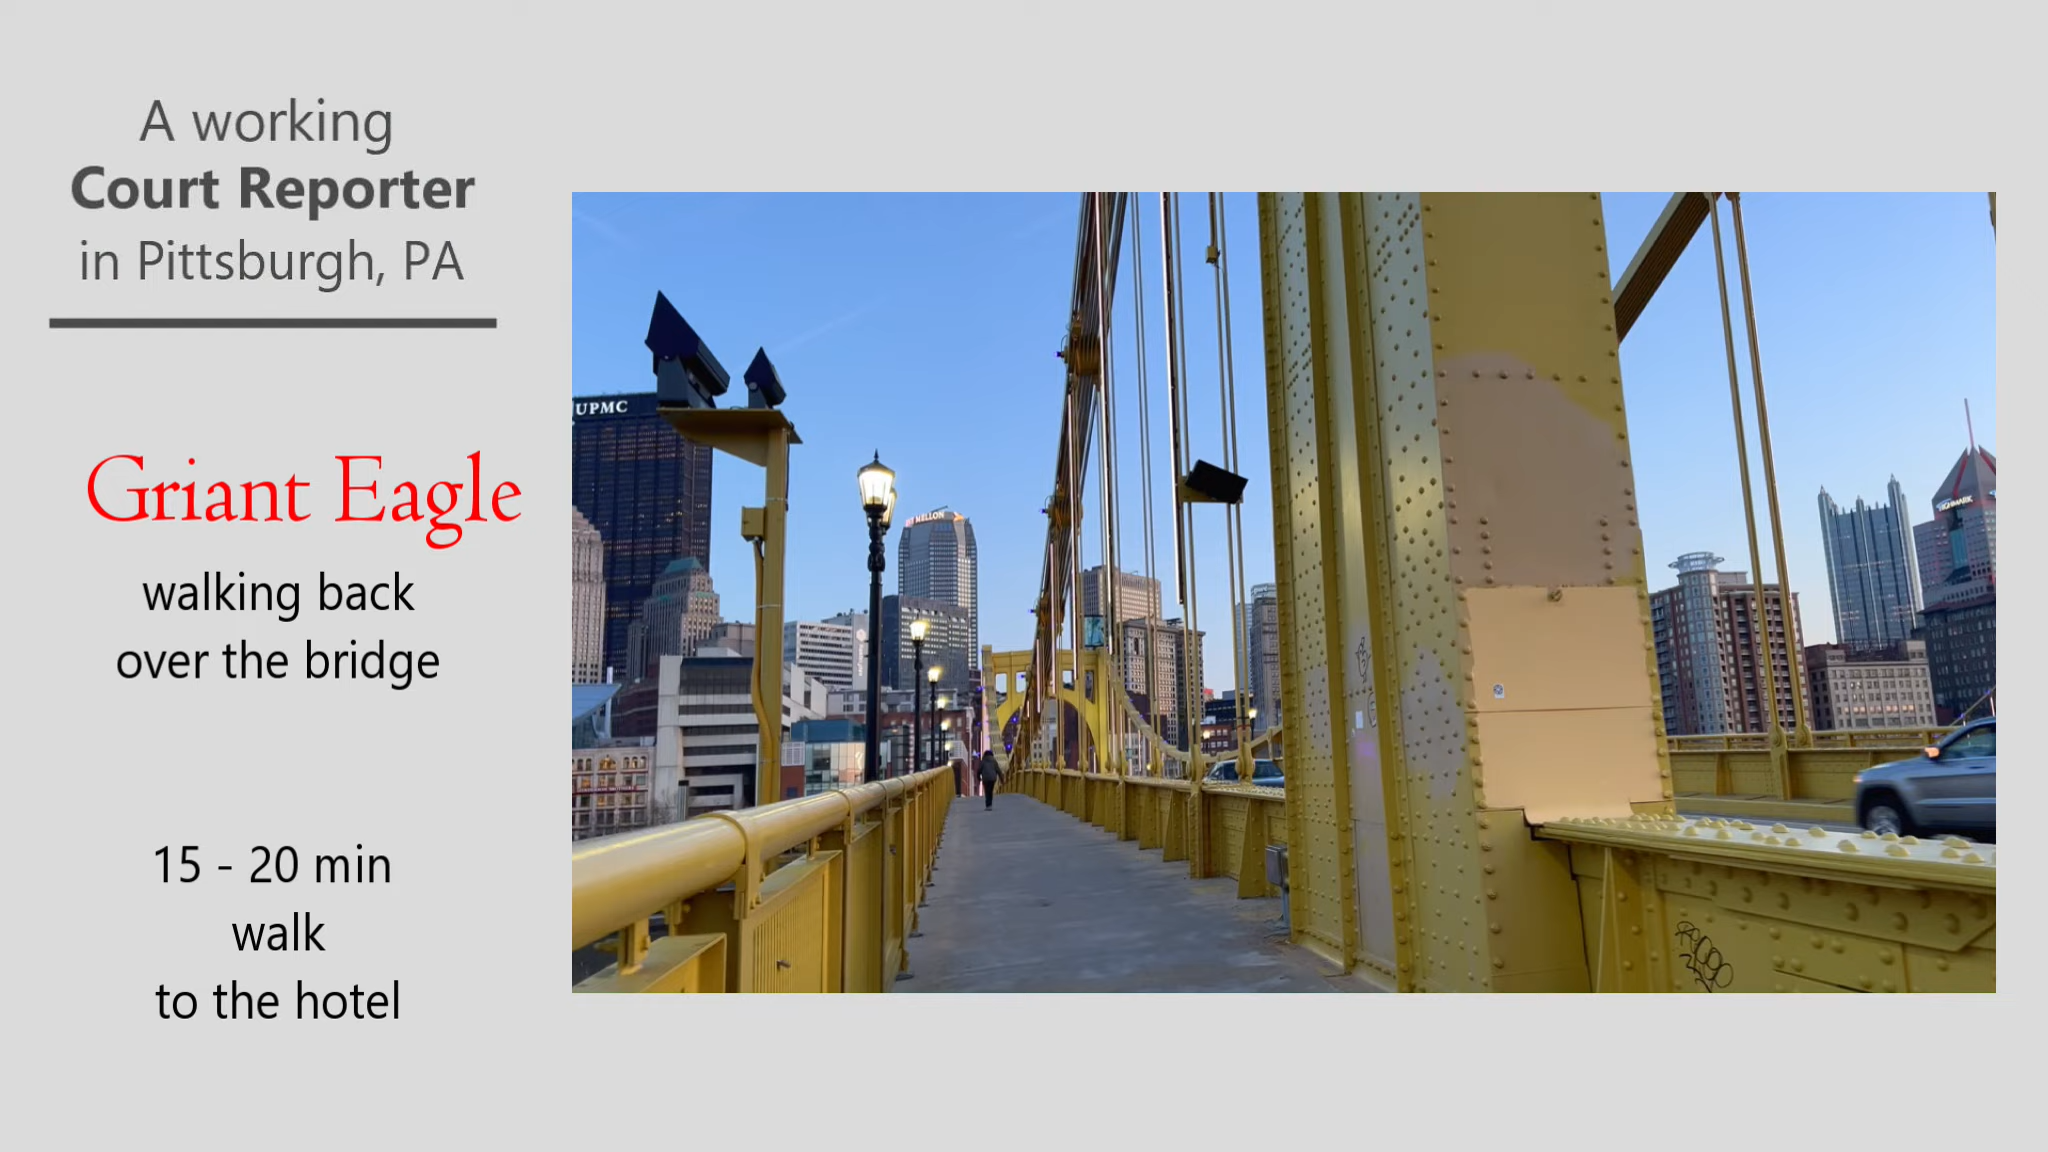 A working
Court Reporter
in Pittsburgh, PA
Griant Eagle
walking back
over the bridge
15 - 20 min
walk
to the hotel
UPMC
MELLON
HIGHMARK